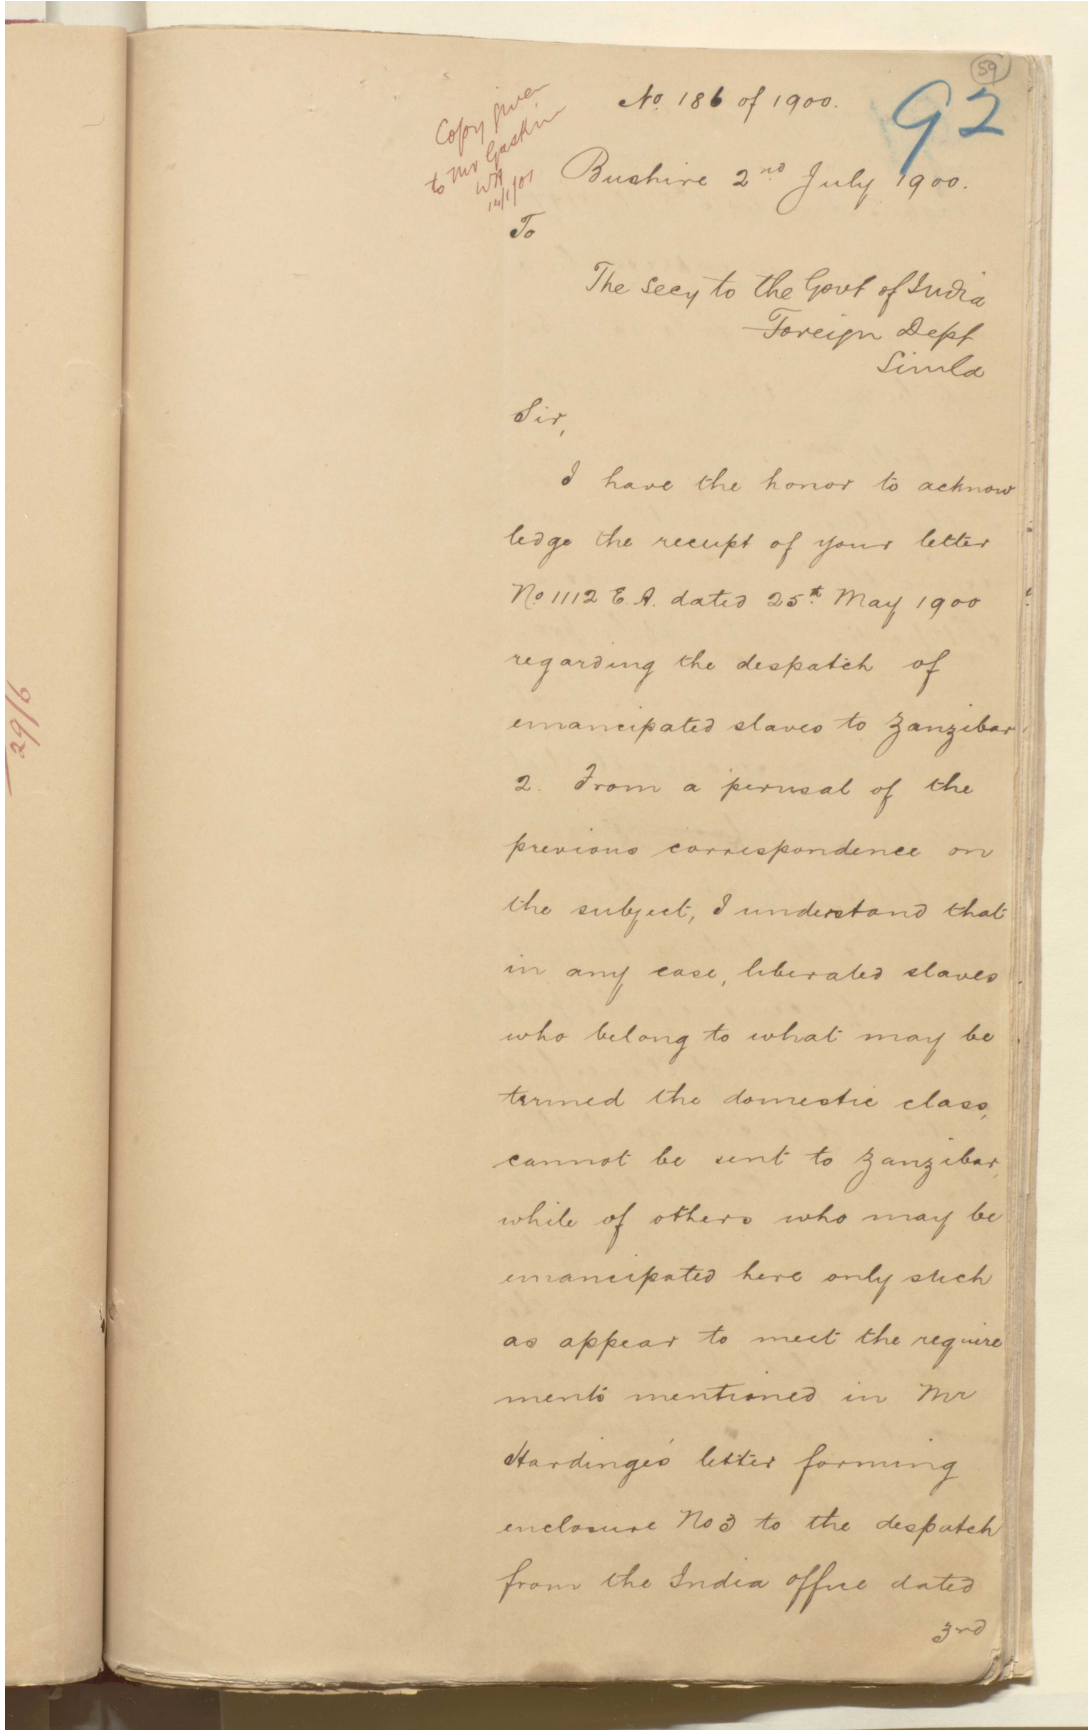 59
92
No. 186 of 1900.
Copy given
to Mr Gaskin
14/1/01
Bushire 2nd July 1900.
To
The Secy to the Govt of India
Foreign Dept
Simla
Sir,
I have the honor to acknow
ledge the receipt of your letter
No 1112 E.A. dated 25th May 1900
regarding the despatch of
emancipated slaves to Zanzibar
2. From a perusal of the
previous correspondence on
the subject, I understand that
in any case, liberated slaves
who belong to what may be
termed the domestic class,
cannot be sent to Zanzibar,
while of others who may be
emancipated here only such
as appear to meet the require
ments mentioned in Mr
Hardinge's letter forming
enclosure No 3 to the despatch
from the India office dated
3rd
29/6